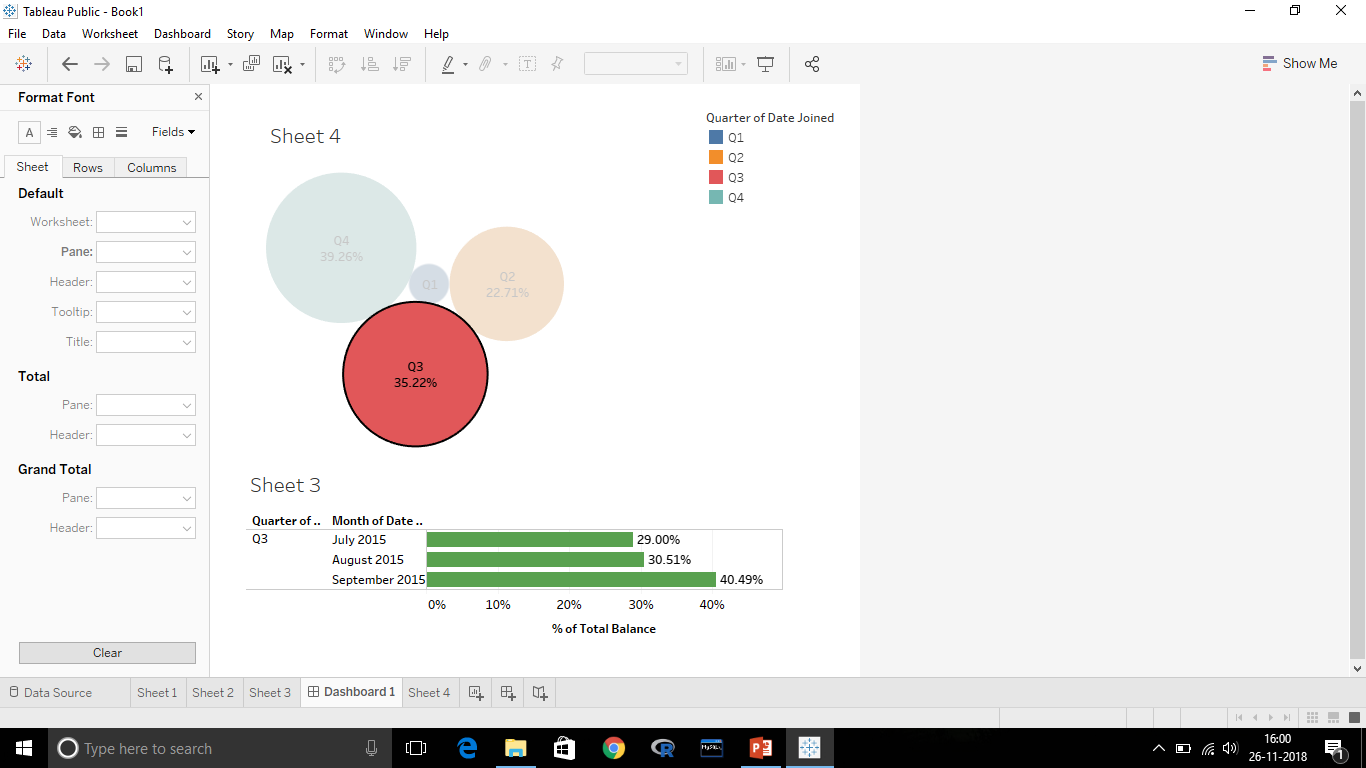 Tableau Public - Book1
File Data Worksheet Dashboard Story Map Format Window Help
Show Me
Format Font
A Fields
Sheet Rows Columns
Default
Worksheet:
Pane:
Header:
Tooltip:
Title:
Total
Pane:
Header:
Grand Total
Pane:
Header:
Clear
Sheet 4
Q4
39.26%
Q1
Q2
22.71%
Q3
35.22%
Quarter of Date Joined
Q1
Q2
Q3
Q4
Sheet 3
Quarter of .. Month of Date ..
Q3 July 2015 29.00%
August 2015 30.51%
September 2015 40.49%
0% 10% 20% 30% 40%
% of Total Balance
Data Source Sheet 1 Sheet 2 Sheet 3 Dashboard 1 Sheet 4
Type here to search
R
MySQL
P
16:00
26-11-2018
1